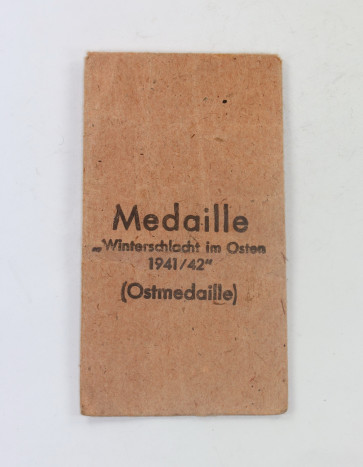 Medaille
„Winterschlacht im Osten
1941/42“
(Ostmedaille)